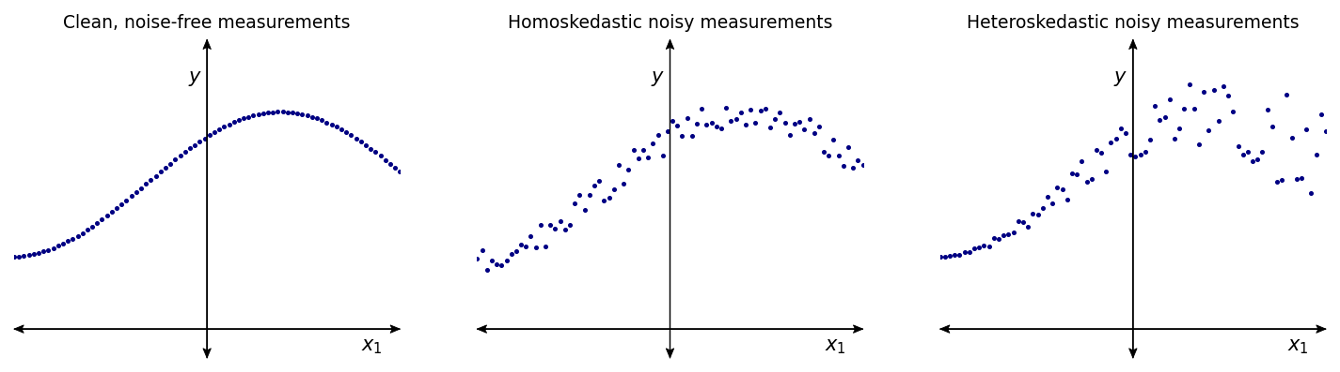 Clean, noise-free measurements
y
x₁
Homoskedastic noisy measurements
y
x₁
Heteroskedastic noisy measurements
y
x₁